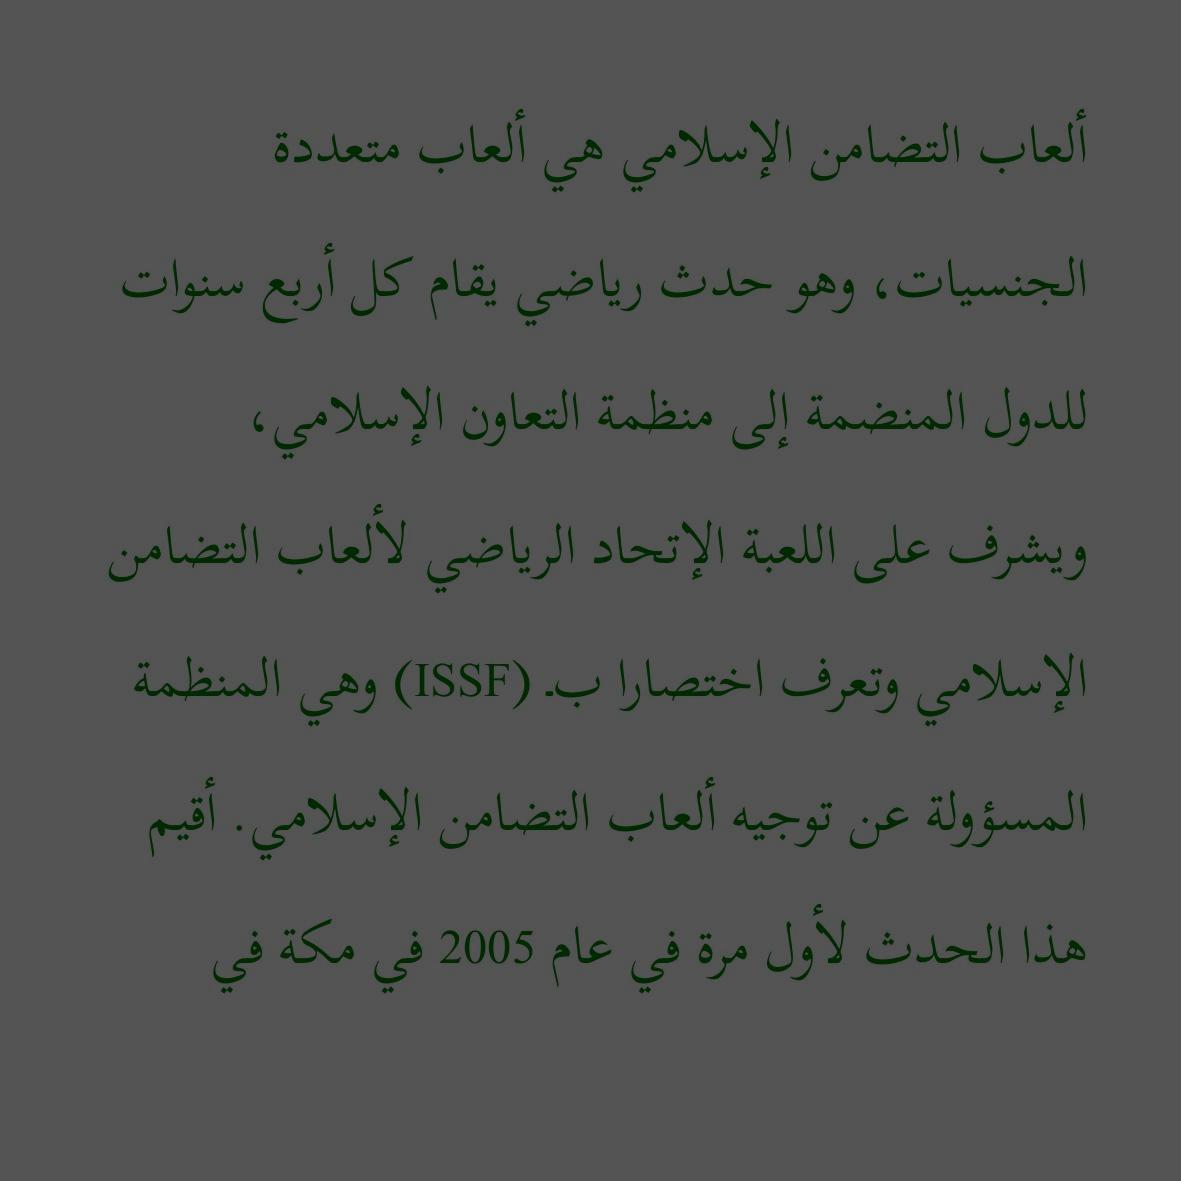 ألعاب التضامن الإسلامي هي ألعاب متعددة
الجنسيات، وهو حدث رياضي يقام كل أربع سنوات
للدول المنضمة إلى منظمة التعاون الإسلامي،
ويشرف على اللعبة الإتحاد الرياضي لألعاب التضامن
الإسلامي وتعرف اختصارا بـ (ISSF) وهي المنظمة
المسؤولة عن توجيه ألعاب التضامن الإسلامي. أقيم
هذا الحدث لأول مرة في عام 2005 في مكة في